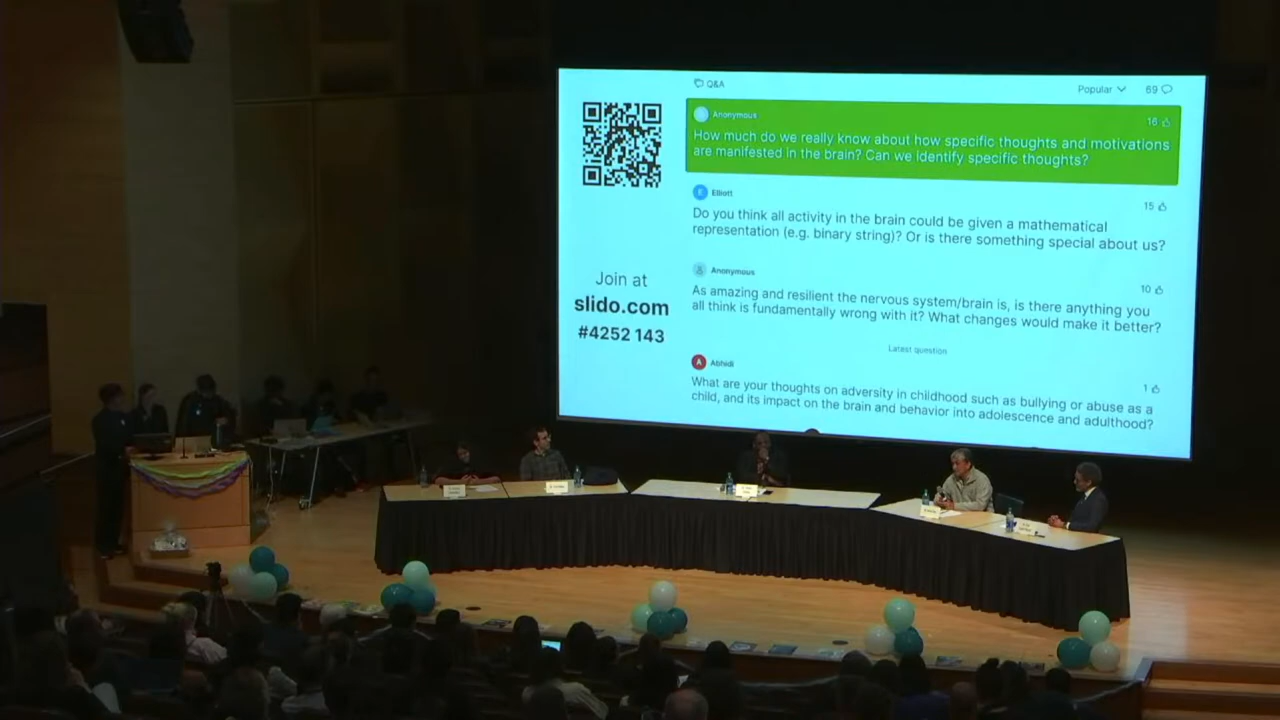 Q&A
Popular
69
Anonymous
16
How much do we really know about how specific thoughts and motivations
are manifested in the brain? Can we identify specific thoughts?
E
Elliott
15
Do you think all activity in the brain could be given a mathematical
representation (e.g. binary string)? Or is there something special about us?
Anonymous
10
As amazing and resilient the nervous system/brain is, is there anything you
all think is fundamentally wrong with it? What changes would make it better?
Latest question
A
Abhidi
1
What are your thoughts on adversity in childhood such as bullying or abuse as a
child, and its impact on the brain and behavior into adolescence and adulthood?
Join at
slido.com
#4252 143